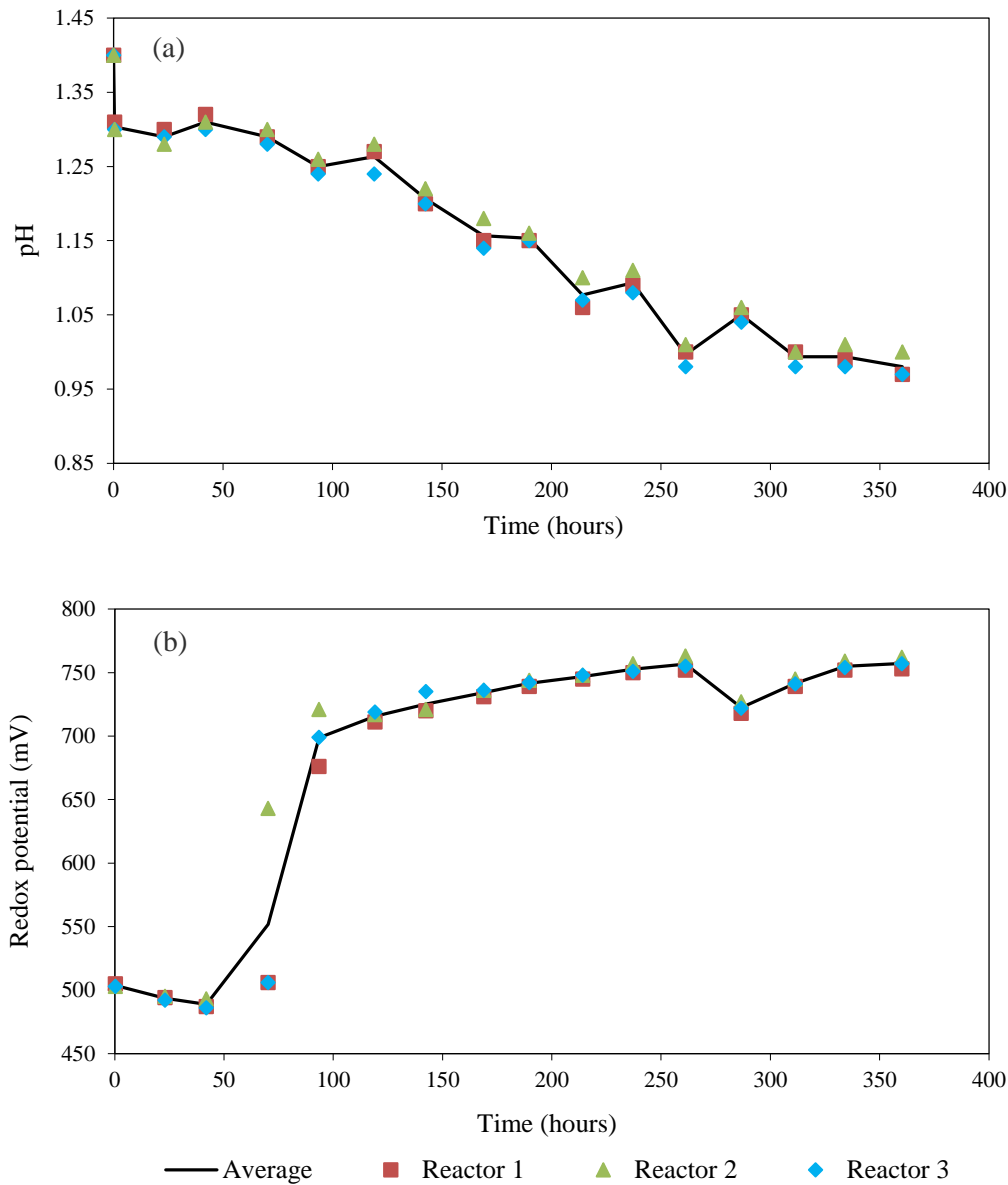 (a)
pH
1.45
1.35
1.25
1.15
1.05
0.95
0.85
0 50 100 150 200 250 300 350 400
Time (hours)
(b)
Redox potential (mV)
800
750
700
650
600
550
500
450
0 50 100 150 200 250 300 350 400
Time (hours)
Average Reactor 1 Reactor 2 Reactor 3